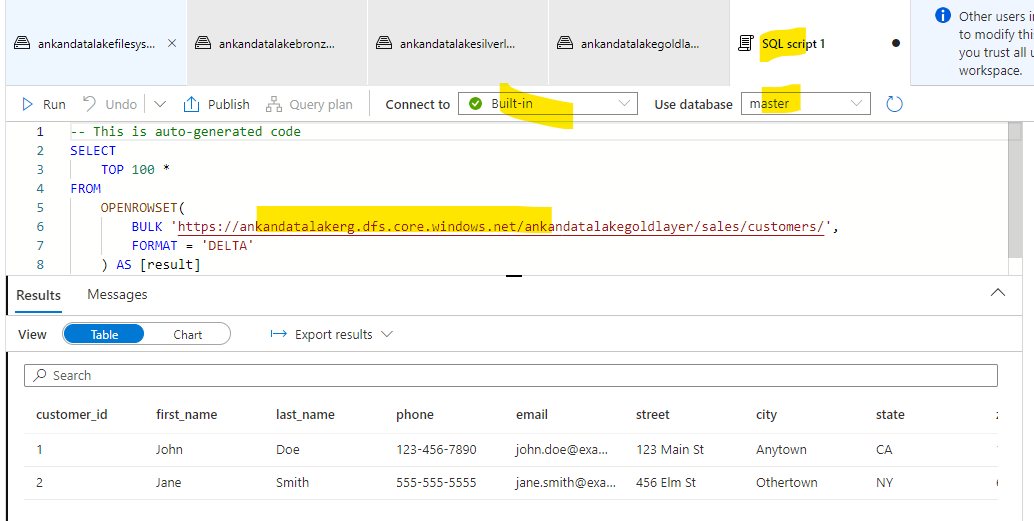 ankandatalakefilesys...
ankandatalakebronz...
ankandatalakesilverl...
ankandatalakegoldla...
SQL script 1
Other users i
to modify thi
you trust all u
workspace.
Run Undo Publish Query plan Connect to Built-in Use database master
1 -- This is auto-generated code
2 SELECT
3 TOP 100 *
4 FROM
5 OPENROWSET(
6 BULK 'https://ankandatalakerg.dfs.core.windows.net/ankandatalakegoldlayer/sales/customers/',
7 FORMAT = 'DELTA'
8 ) AS [result]
Results Messages
View Table Chart Export results
Search
customer_id first_name last_name phone email street city state
1 John Doe 123-456-7890 john.doe@exa... 123 Main St Anytown CA
2 Jane Smith 555-555-5555 jane.smith@exa... 456 Elm St Othertown NY